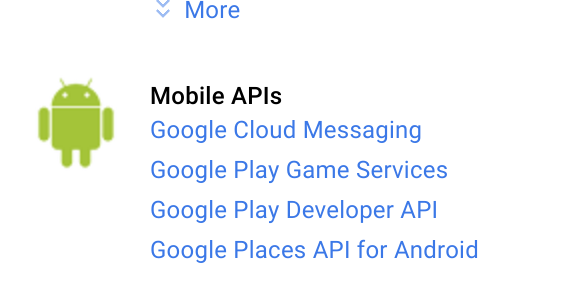 More
Mobile APIs
Google Cloud Messaging
Google Play Game Services
Google Play Developer API
Google Places API for Android